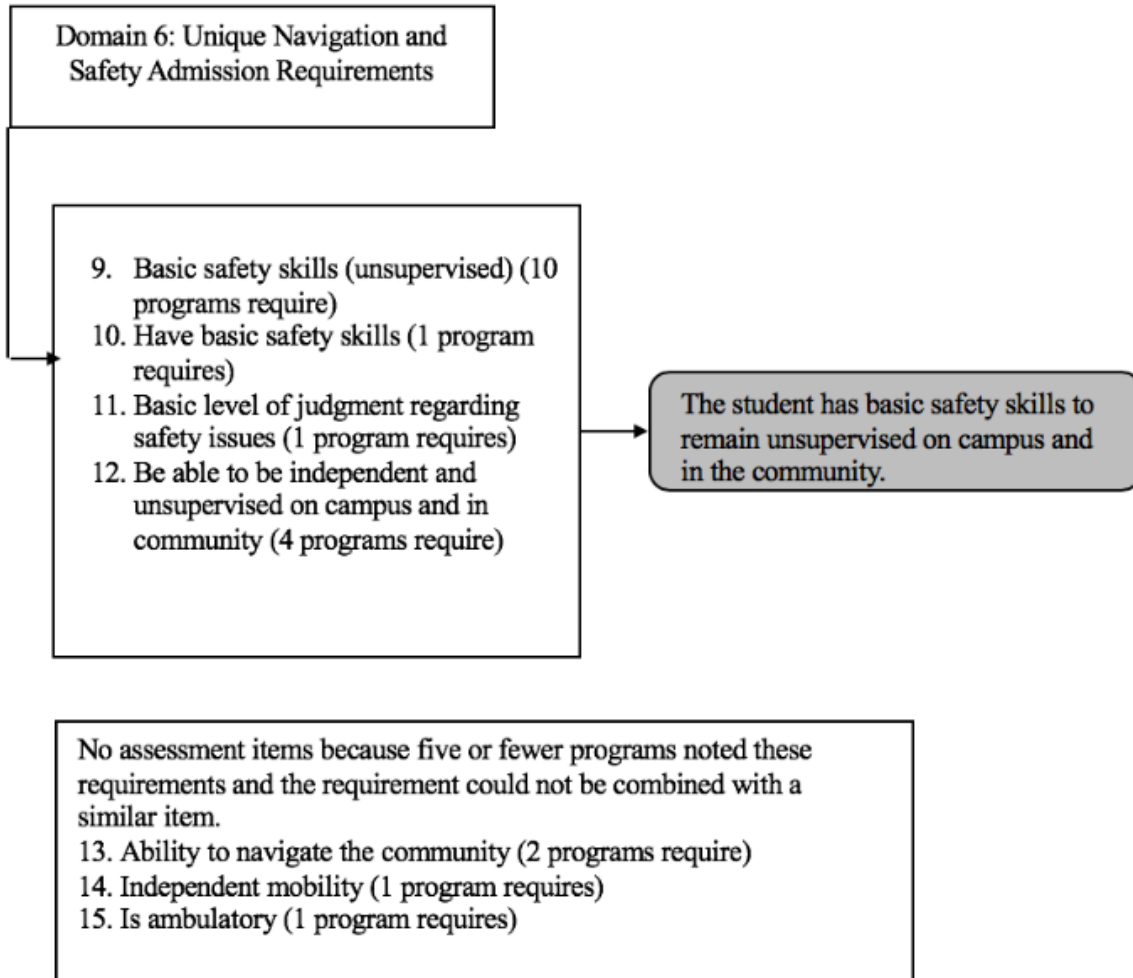 Domain 6: Unique Navigation and
Safety Admission Requirements
9. Basic safety skills (unsupervised) (10
programs require)
10. Have basic safety skills (1 program
requires)
11. Basic level of judgment regarding
safety issues (1 program requires)
12. Be able to be independent and
unsupervised on campus and in
community (4 programs require)
The student has basic safety skills to
remain unsupervised on campus and
in the community.
No assessment items because five or fewer programs noted these
requirements and the requirement could not be combined with a
similar item.
13. Ability to navigate the community (2 programs require)
14. Independent mobility (1 program requires)
15. Is ambulatory (1 program requires)